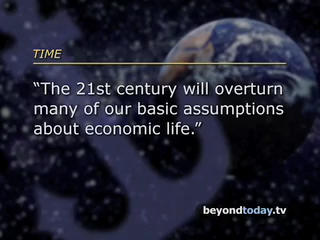 TIME
“The 21st century will overturn
many of our basic assumptions
about economic life.”
beyondtoday.tv